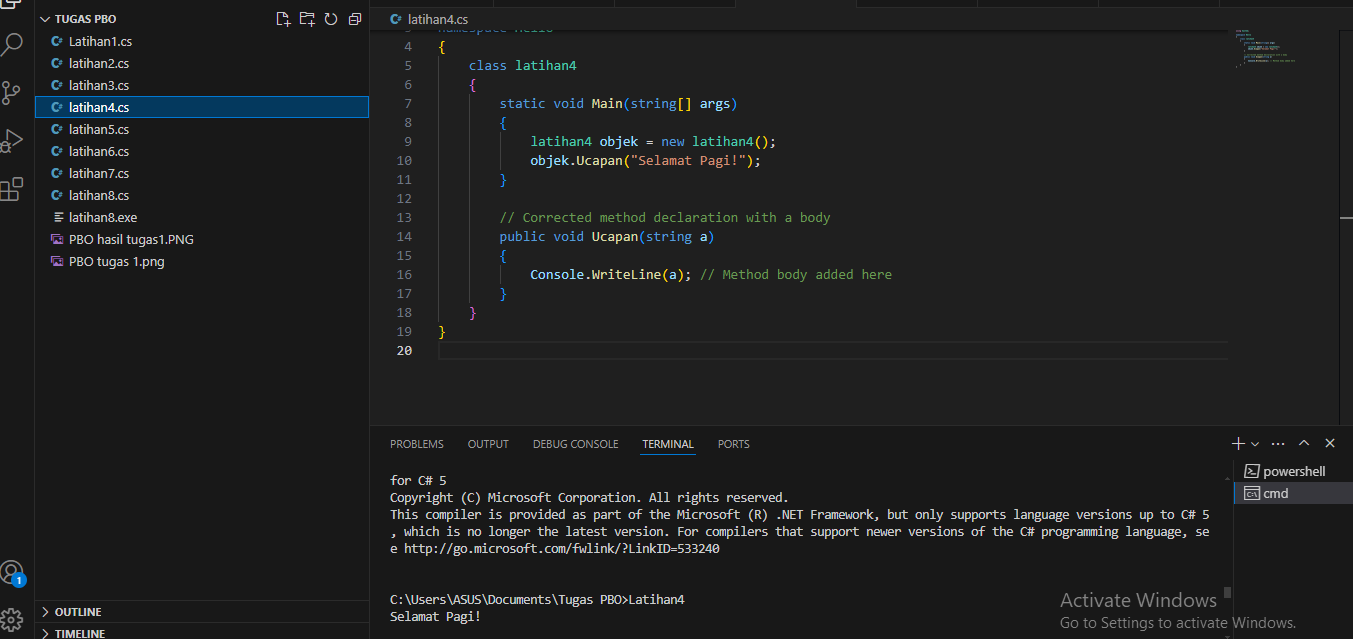 TUGAS PBO
Latihan1.cs
latihan2.cs
latihan3.cs
latihan4.cs
latihan5.cs
latihan6.cs
latihan7.cs
latihan8.cs
latihan8.exe
PBO hasil tugas1.PNG
PBO tugas 1.png
1
OUTLINE
TIMELINE
latihan4.cs
3 namespace Hello
4 {
5 class latihan4
6 {
7 static void Main(string[] args)
8 {
9 latihan4 objek = new latihan4();
10 objek.Ucapan("Selamat Pagi!");
11 }
12
13 // Corrected method declaration with a body
14 public void Ucapan(string a)
15 {
16 Console.WriteLine(a); // Method body added here
17 }
18 }
19 }
20
PROBLEMS OUTPUT DEBUG CONSOLE TERMINAL PORTS
for C# 5
Copyright (C) Microsoft Corporation. All rights reserved.
This compiler is provided as part of the Microsoft (R) .NET Framework, but only supports language versions up to C# 5
, which is no longer the latest version. For compilers that support newer versions of the C# programming language, se
e http://go.microsoft.com/fwlink/?LinkID=533240
C:\Users\ASUS\Documents\Tugas PBO>Latihan4
Selamat Pagi!
powershell
cmd
Activate Windows
Go to Settings to activate Windows.